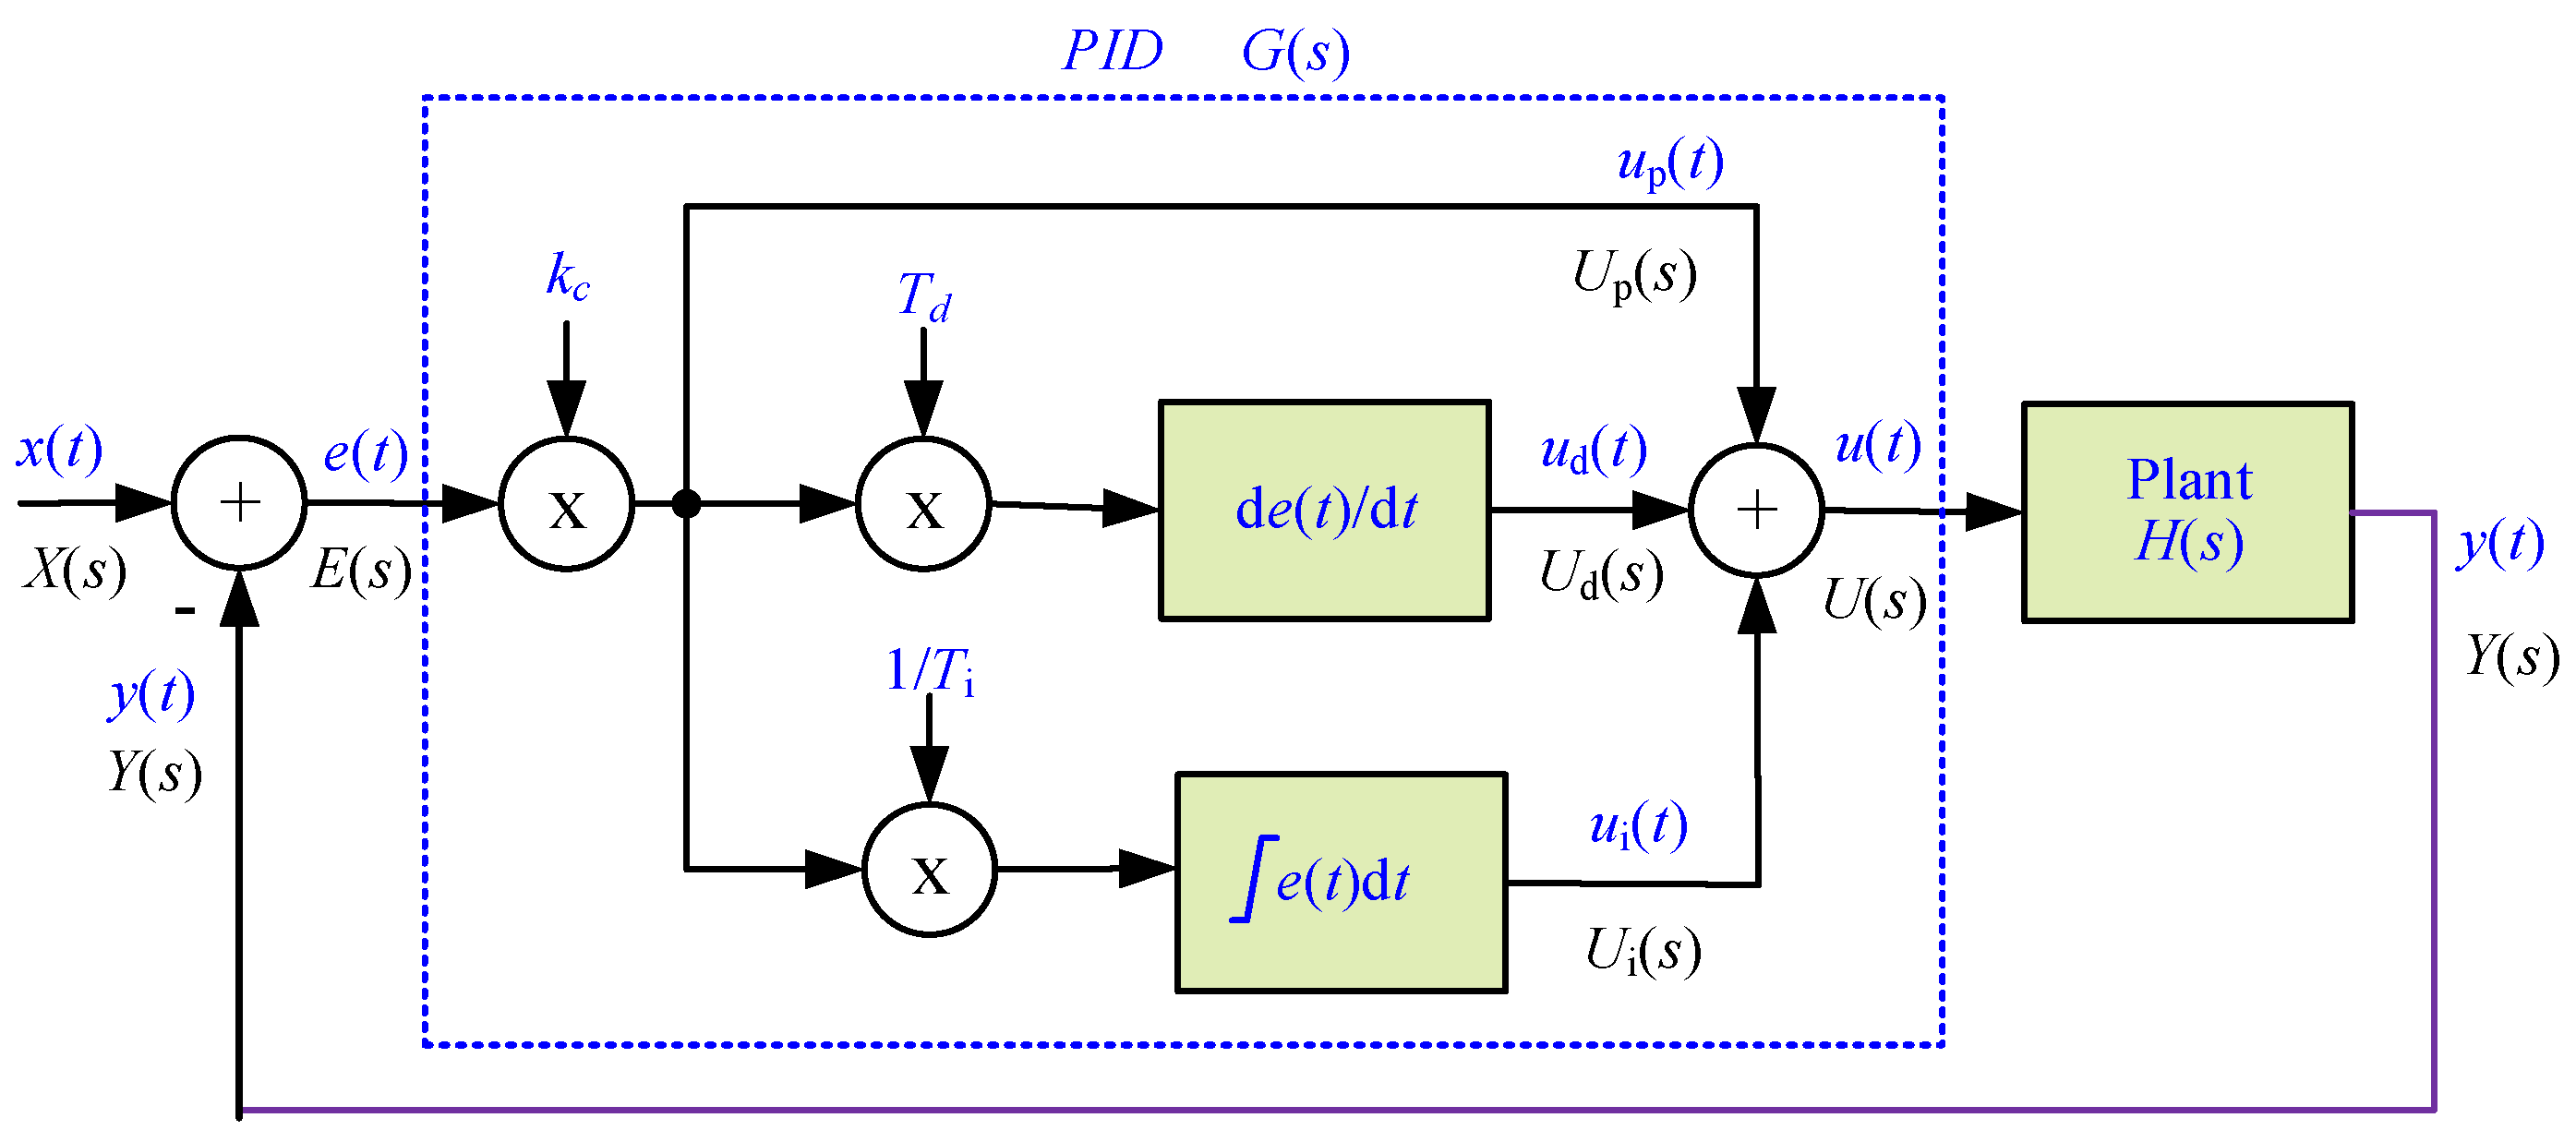 PID G(s)
u_p(t)
U_p(s)
k_c
T_d
x(t)
X(s)
+
-
e(t)
E(s)
x
x
de(t)/dt
u_d(t)
U_d(s)
+
u(t)
U(s)
Plant
H(s)
y(t)
Y(s)
y(t)
Y(s)
1/T_i
x
∫e(t)dt
u_i(t)
U_i(s)